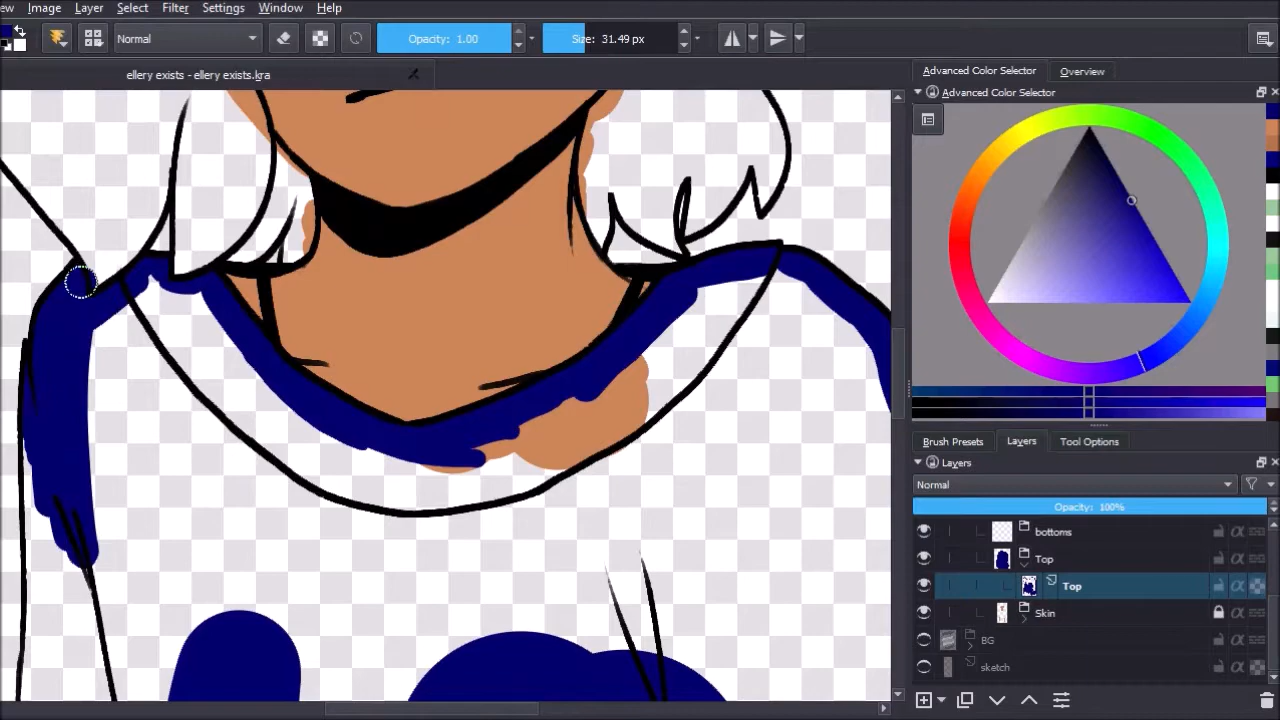 ew Image Layer Select Filter Settings Window Help
Normal Opacity: 1.00 Size: 31.49 px
ellery exists - ellery exists.kra
Advanced Color Selector Overview
Advanced Color Selector
Brush Presets Layers Tool Options
Layers
Normal
Opacity: 100%
bottoms
Top
Top
Skin
BG
sketch